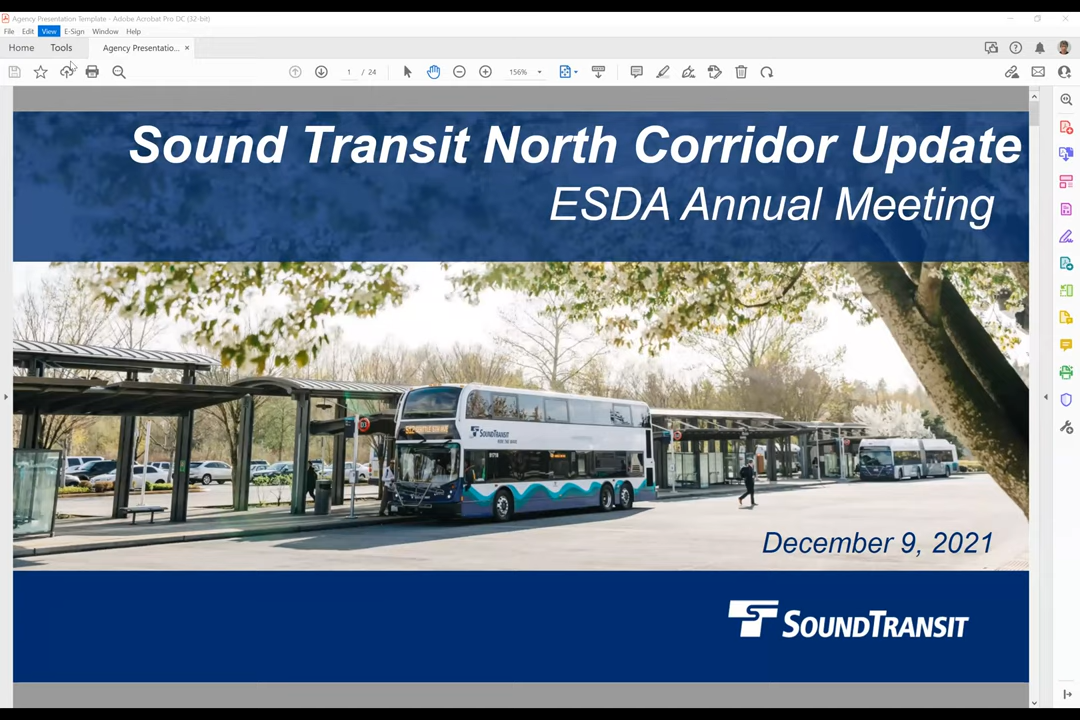 Agency Presentation Template - Adobe Acrobat Pro DC (32-bit)
File Edit View E-Sign Window Help
Home Tools Agency Presentatio... ×
1 / 24 156%
Sound Transit North Corridor Update
ESDA Annual Meeting
SOUNDTRANSIT
December 9, 2021
SOUNDTRANSIT